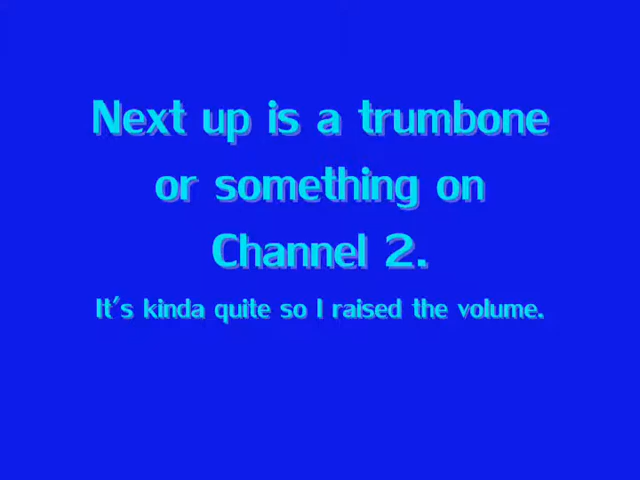 Next up is a trumbone
or something on
Channel 2.
It's kinda quite so I raised the volume.